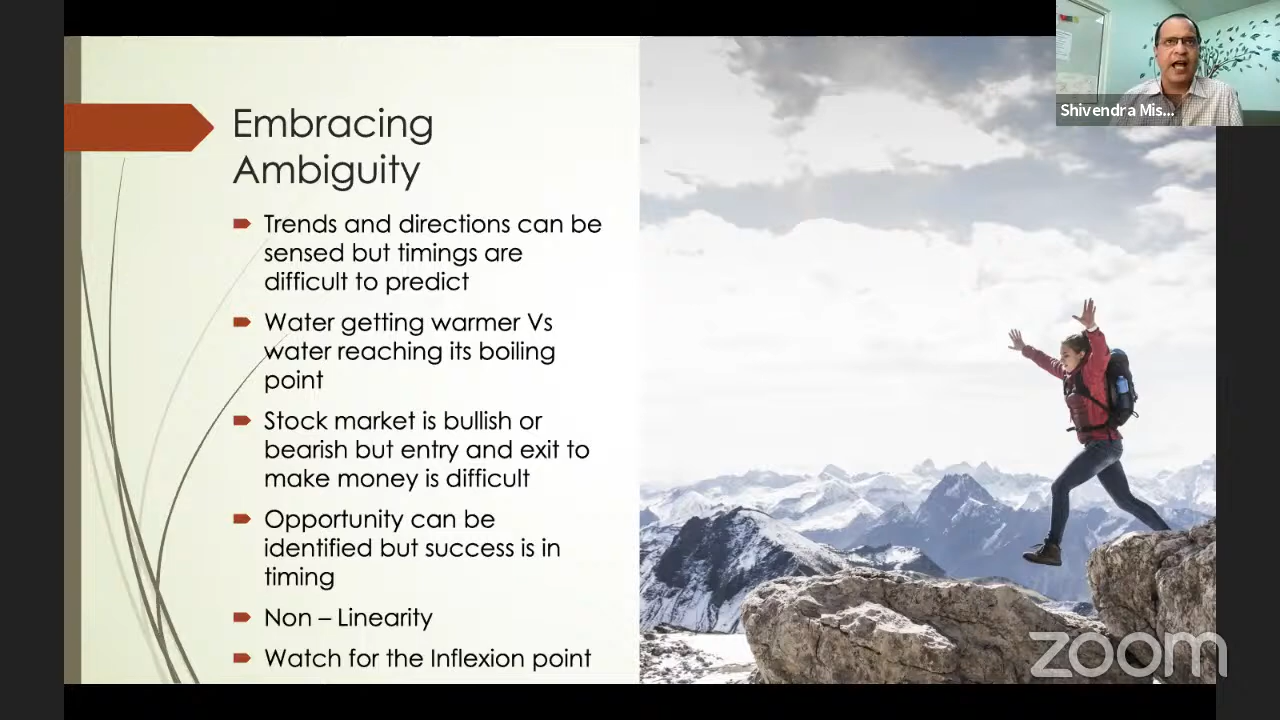 Embracing
Ambiguity
Trends and directions can be
sensed but timings are
difficult to predict
Water getting warmer Vs
water reaching its boiling
point
Stock market is bullish or
bearish but entry and exit to
make money is difficult
Opportunity can be
identified but success is in
timing
Non – Linearity
Watch for the Inflexion point
Shivendra Mis...
zoom